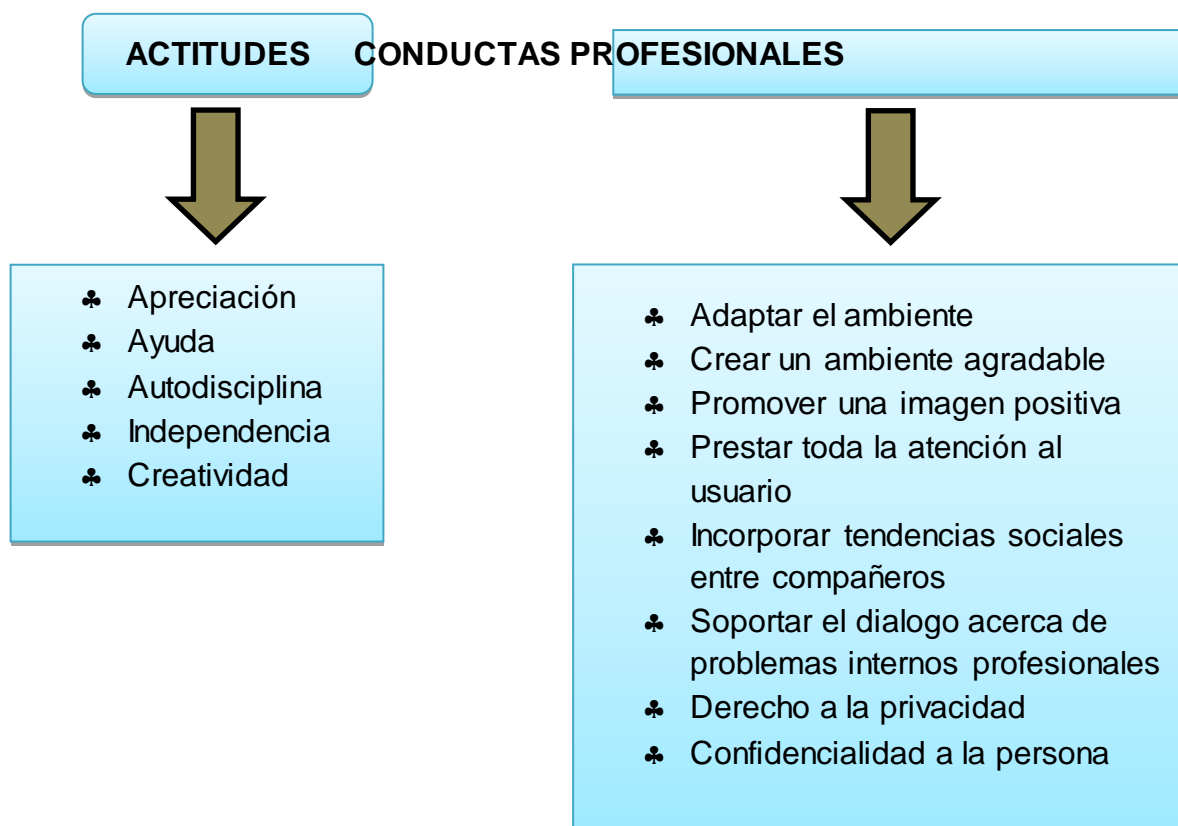 ACTITUDES CONDUCTAS PROFESIONALES
♣ Apreciación
♣ Ayuda
♣ Autodisciplina
♣ Independencia
♣ Creatividad
♣ Adaptar el ambiente
♣ Crear un ambiente agradable
♣ Promover una imagen positiva
♣ Prestar toda la atención al
usuario
♣ Incorporar tendencias sociales
entre compañeros
♣ Soportar el dialogo acerca de
problemas internos profesionales
♣ Derecho a la privacidad
♣ Confidencialidad a la persona